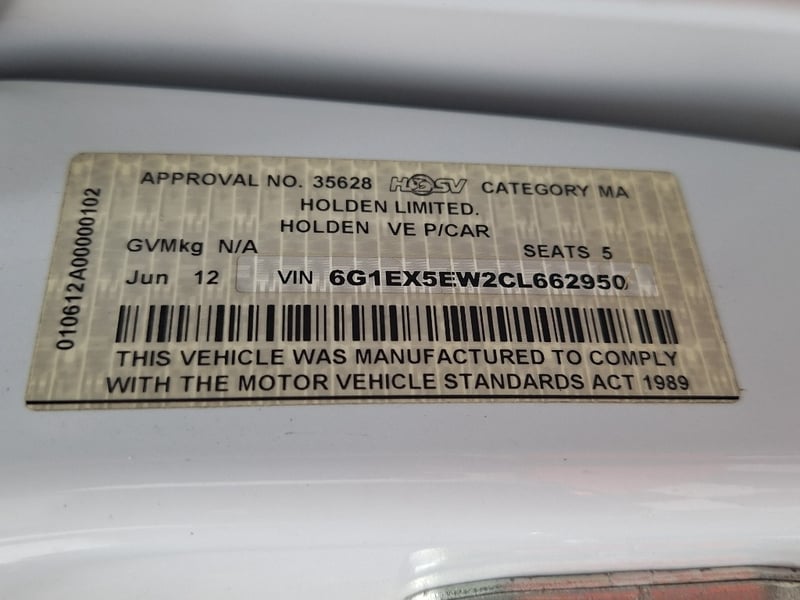 APPROVAL NO. 35628 HSV CATEGORY MA
HOLDEN LIMITED.
HOLDEN VE P/CAR
GVMkg N/A SEATS 5
Jun 12 VIN 6G1EX5EW2CL662950
THIS VEHICLE WAS MANUFACTURED TO COMPLY
WITH THE MOTOR VEHICLE STANDARDS ACT 1989
010612A00000102